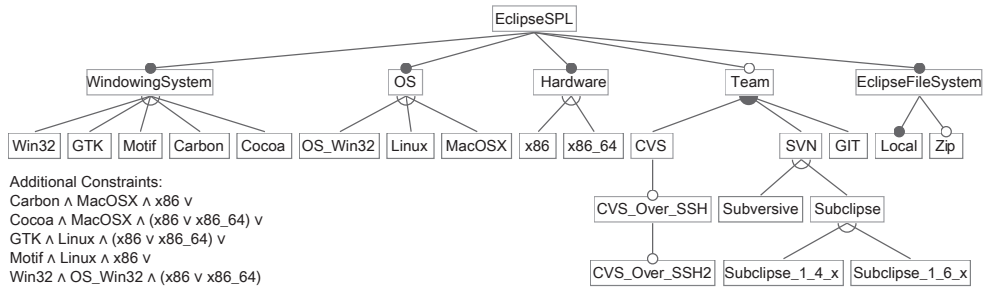 EclipseSPL
WindowingSystem OS Hardware Team EclipseFileSystem
Win32 GTK Motif Carbon Cocoa OS_Win32 Linux MacOSX x86 x86_64 CVS SVN GIT Local Zip
Additional Constraints:
Carbon ∧ MacOSX ∧ x86 ∨
Cocoa ∧ MacOSX ∧ (x86 ∨ x86_64) ∨
GTK ∧ Linux ∧ (x86 ∨ x86_64) ∨
Motif ∧ Linux ∧ x86 ∨
Win32 ∧ OS_Win32 ∧ (x86 ∨ x86_64)
CVS_Over_SSH Subversive Subclipse
CVS_Over_SSH2 Subclipse_1_4_x Subclipse_1_6_x